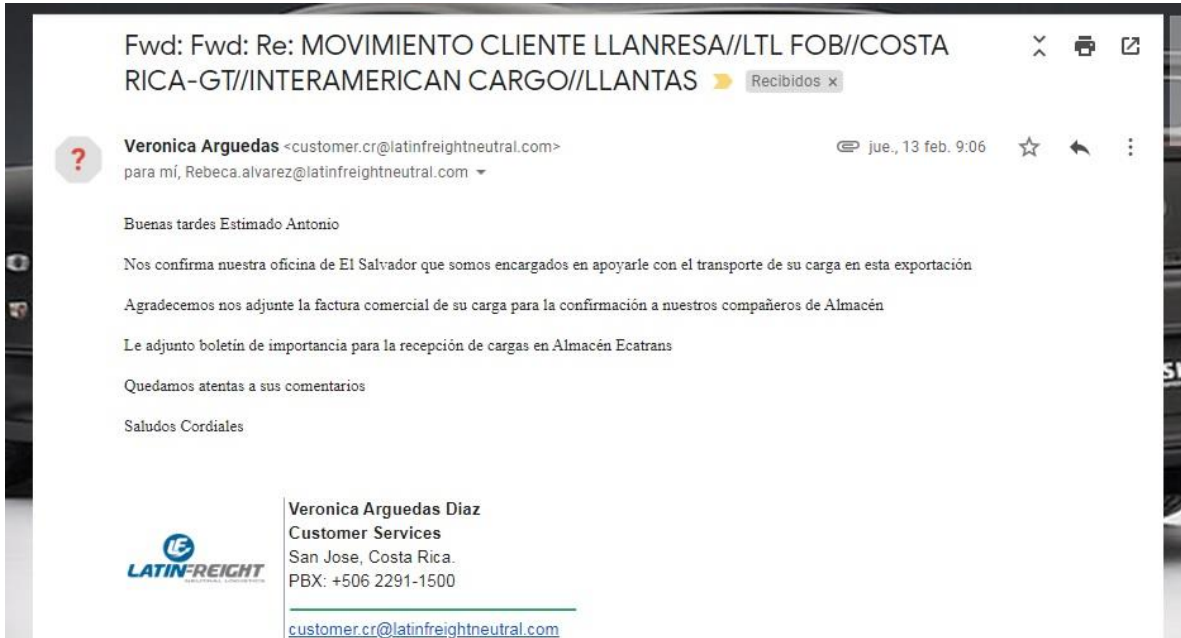 Fwd: Fwd: Re: MOVIMIENTO CLIENTE LLANRESA//LTL FOB//COSTA
RICA-GT//INTERAMERICAN CARGO//LLANTAS Recibidos x
Veronica Arguedas <customer.cr@latinfreightneutral.com> jue., 13 feb. 9:06
para mí, Rebeca.alvarez@latinfreightneutral.com
?
Buenas tardes Estimado Antonio
Nos confirma nuestra oficina de El Salvador que somos encargados en apoyarle con el transporte de su carga en esta exportación
Agradecemos nos adjunte la factura comercial de su carga para la confirmación a nuestros compañeros de Almacén
Le adjunto boletín de importancia para la recepción de cargas en Almacén Ecatrans
Quedamos atentas a sus comentarios
Saludos Cordiales
Veronica Arguedas Diaz
Customer Services
San Jose, Costa Rica.
PBX: +506 2291-1500
customer.cr@latinfreightneutral.com
LATINFREIGHT
NEUTRAL LOGISTICS